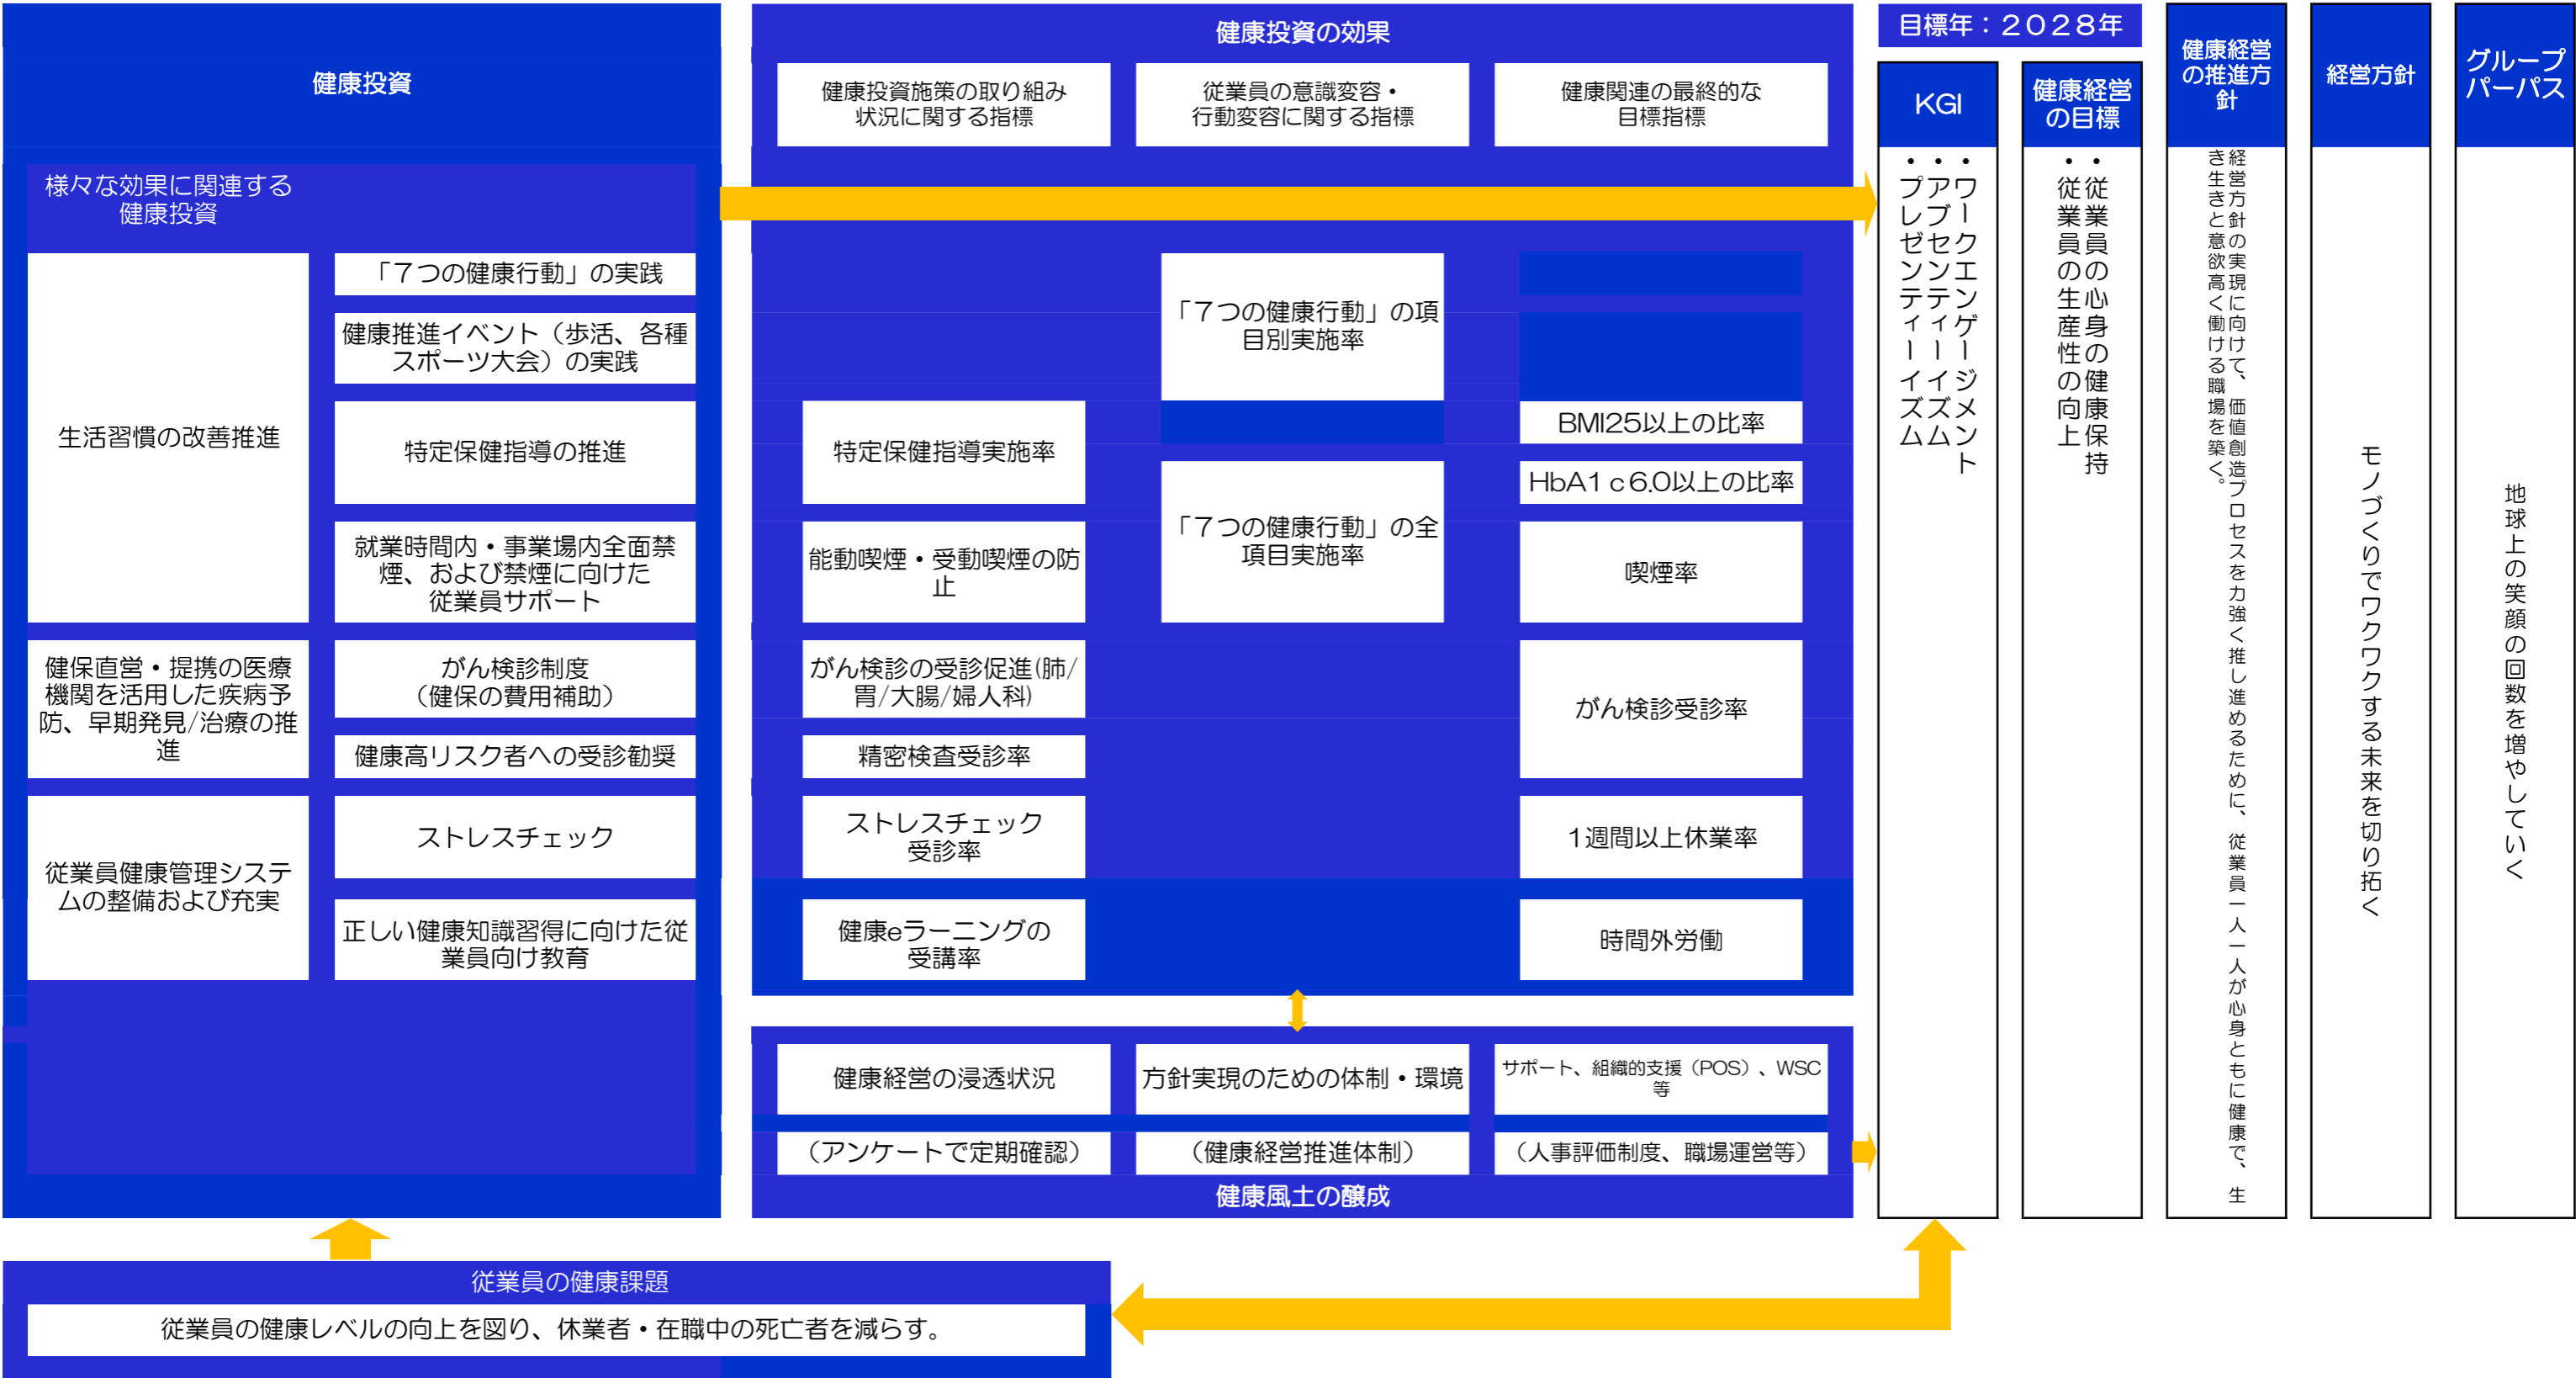 健康投資
様々な効果に関連する
健康投資
生活習慣の改善推進
「７つの健康行動」の実践
健康推進イベント（歩活、各種
スポーツ大会）の実践
特定保健指導の推進
就業時間内・事業場内全面禁
煙、および禁煙に向けた
従業員サポート
健保直営・提携の医療
機関を活用した疾病予
防、早期発見/治療の推
進
がん検診制度
（健保の費用補助）
健康高リスク者への受診勧奨
従業員健康管理システ
ムの整備および充実
ストレスチェック
正しい健康知識習得に向けた従
業員向け教育
健康投資の効果
健康投資施策の取り組み
状況に関する指標
従業員の意識変容・
行動変容に関する指標
健康関連の最終的な
目標指標
特定保健指導実施率
能動喫煙・受動喫煙の防
止
がん検診の受診促進(肺/
胃/大腸/婦人科)
精密検査受診率
ストレスチェック
受診率
健康eラーニングの
受講率
「７つの健康行動」の項
目別実施率
「７つの健康行動」の全
項目実施率
BMI25以上の比率
HbA1ｃ6.0以上の比率
喫煙率
がん検診受診率
1週間以上休業率
時間外労働
健康経営の浸透状況
方針実現のための体制・環境
サポート、組織的支援（POS）、WSC
等
（アンケートで定期確認）
（健康経営推進体制）
（人事評価制度、職場運営等）
健康風土の醸成
目標年：２０２８年
KGI
・ワークエンゲージメント
・アブセンティーイズム
・プレゼンティーイズム
健康経営
の目標
・従業員の心身の健康保持
・従業員の生産性の向上
健康経営
の推進方
針
経営方針の実現に向けて、価値創造プロセスを力強く推し進めるために、従業員一人一人が心身ともに健康で、生
き生きと意欲高く働ける職場を築く。
経営方針
モノづくりでワクワクする未来を切り拓く
グループ
パーパス
地球上の笑顔の回数を増やしていく
従業員の健康課題
従業員の健康レベルの向上を図り、休業者・在職中の死亡者を減らす。